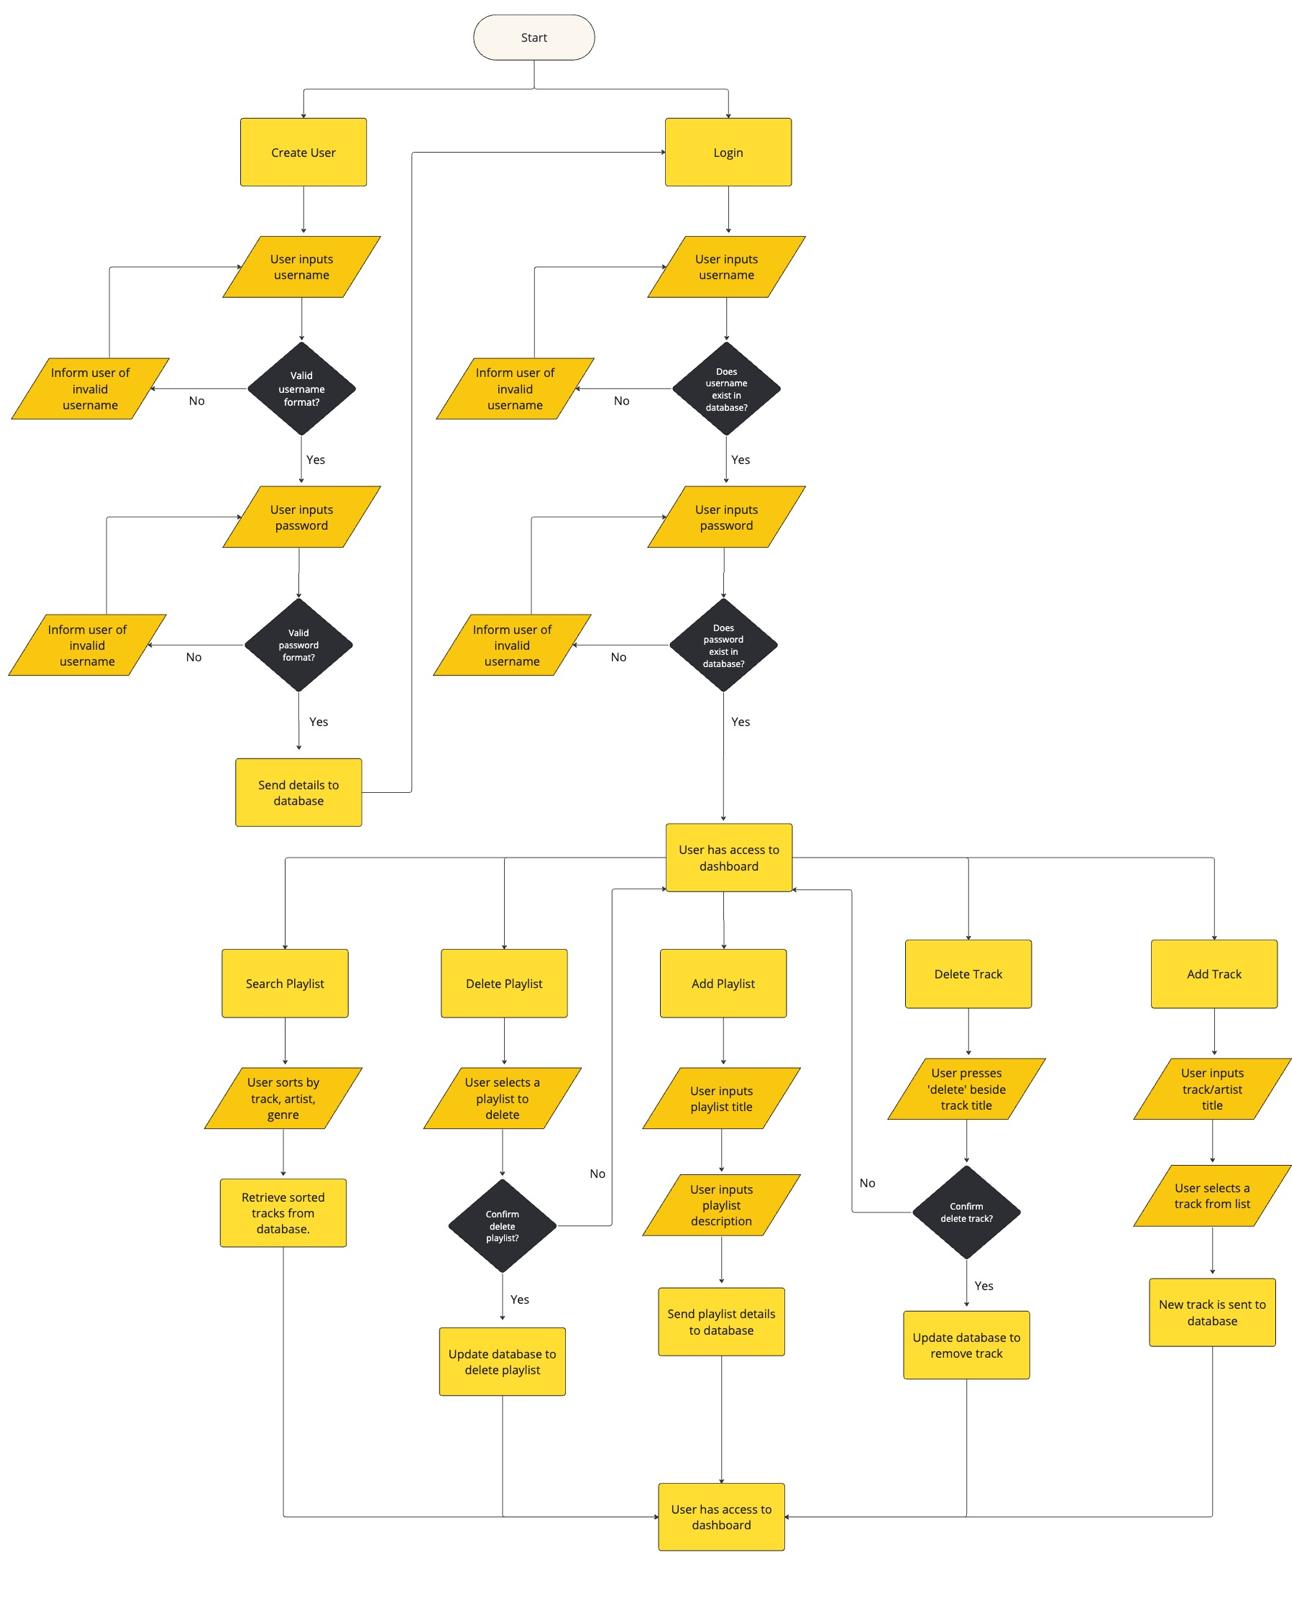 Start
Create User
Login
User inputs
username
User inputs
username
Inform user of
invalid
username
No
Valid
username
format?
Inform user of
invalid
username
No
Does
username
exist in
database?
Yes
Yes
User inputs
password
User inputs
password
Inform user of
invalid
username
No
Valid
password
format?
Inform user of
invalid
username
No
Does
password
exist in
database?
Yes
Yes
Send details to
database
User has access to
dashboard
Search Playlist
Delete Playlist
Add Playlist
Delete Track
Add Track
User sorts by
track, artist,
genre
User selects a
playlist to
delete
User inputs
playlist title
User presses
'delete' beside
track title
User inputs
track/artist
title
Retrieve sorted
tracks from
database.
Confirm
delete
playlist?
No
User inputs
playlist
description
No
Confirm
delete track?
User selects a
track from list
Yes
Yes
Update database to
delete playlist
Send playlist details
to database
Update database to
remove track
New track is sent to
database
User has access to
dashboard